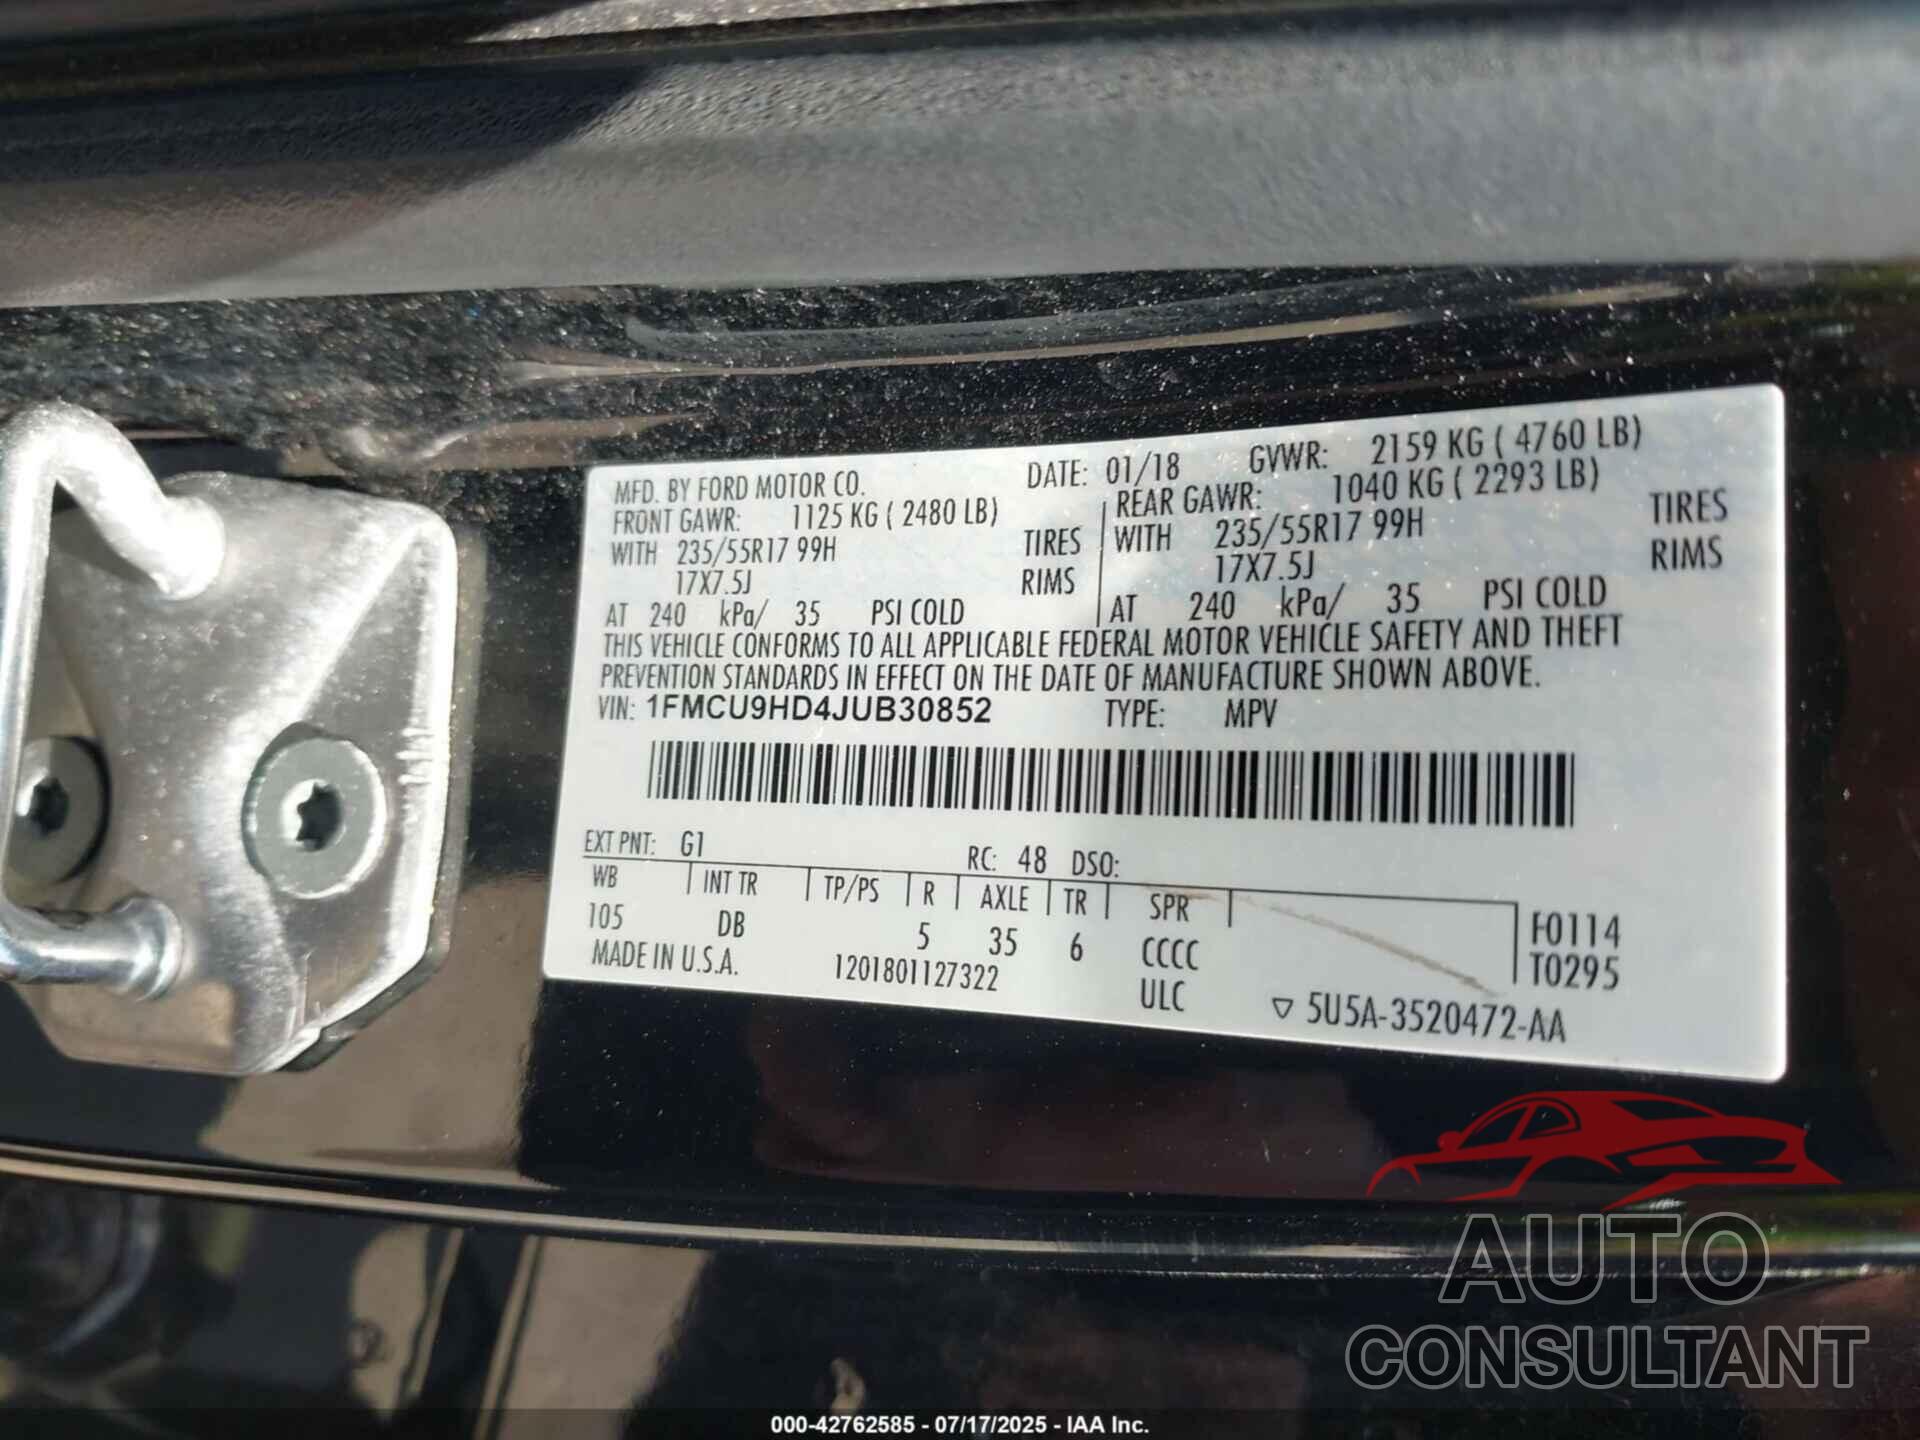 MFD. BY FORD MOTOR CO. DATE: 01/18 GVWR: 2159 KG ( 4760 LB)
FRONT GAWR: 1125 KG ( 2480 LB) REAR GAWR: 1040 KG ( 2293 LB)
WITH 235/55R17 99H TIRES WITH 235/55R17 99H TIRES
17X7.5J RIMS 17X7.5J RIMS
AT 240 kPa/ 35 PSI COLD AT 240 kPa/ 35 PSI COLD
THIS VEHICLE CONFORMS TO ALL APPLICABLE FEDERAL MOTOR VEHICLE SAFETY AND THEFT
PREVENTION STANDARDS IN EFFECT ON THE DATE OF MANUFACTURE SHOWN ABOVE.
VIN: 1FMCU9HD4JUB30852 TYPE: MPV
EXT PNT: G1 RC: 48 DSO:
WB INT TR TP/PS R AXLE TR SPR
105 DB 5 35 6 CCCC F0114
MADE IN U.S.A. 1201801127322 ULC T0295
▽ 5U5A-3520472-AA
AUTO
CONSULTANT
000-42762585 - 07/17/2025 - IAA Inc.